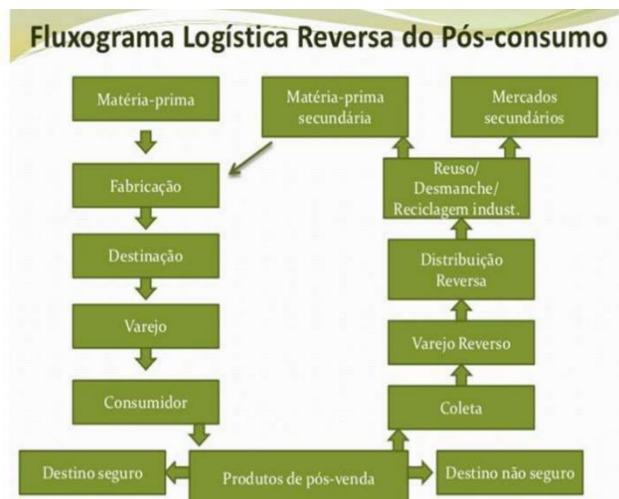 Fluxograma Logística Reversa do Pós-consumo
Matéria-prima
Matéria-prima
secundária
Mercados
secundários
Fabricação
Reuso/
Desmanche/
Reciclagem indust.
Destinação
Distribuição
Reversa
Varejo
Varejo Reverso
Consumidor
Coleta
Destino seguro
Produtos de pós-venda
Destino não seguro